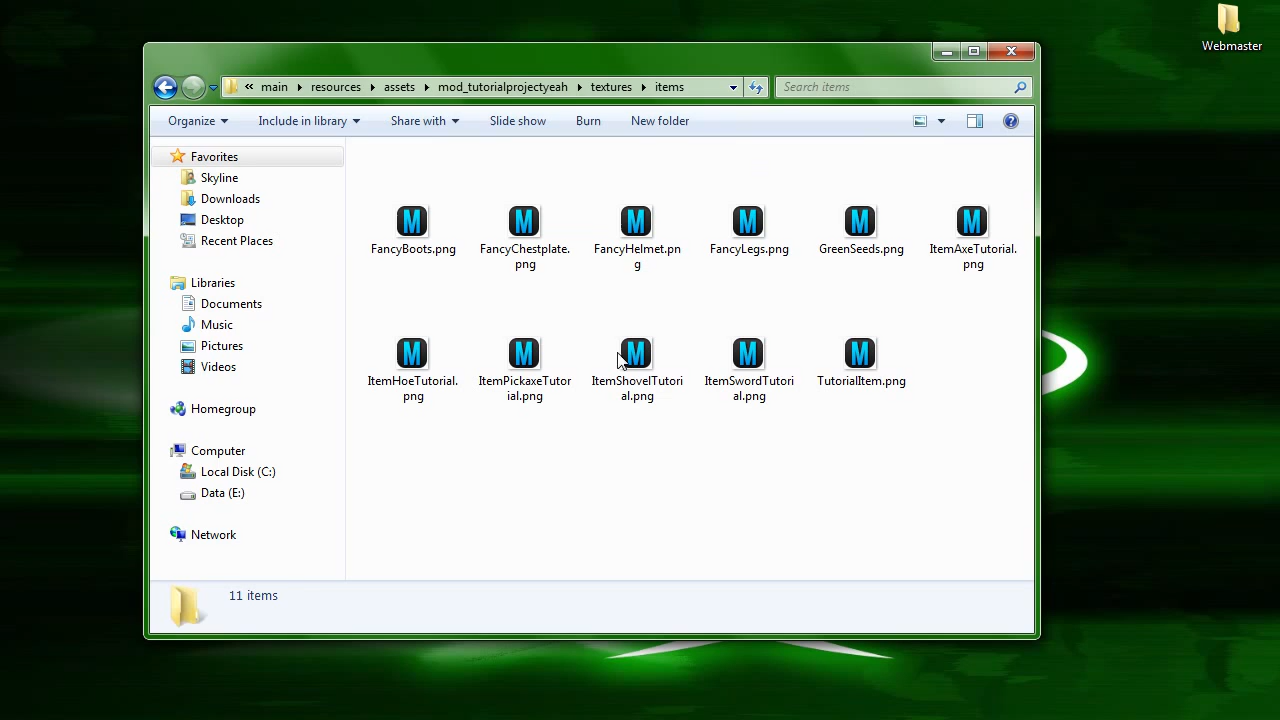 Webmaster
« main resources assets mod_tutorialprojectyeah textures items
Search items
Organize Include in library Share with Slide show Burn New folder
Favorites
Skyline
Downloads
Desktop
Recent Places
Libraries
Documents
Music
Pictures
Videos
Homegroup
Computer
Local Disk (C:)
Data (E:)
Network
M M M M M M
FancyBoots.png FancyChestplate. FancyHelmet.pn FancyLegs.png GreenSeeds.png ItemAxeTutorial.
png g png
M M M M M
ItemHoeTutorial. ItemPickaxeTutor ItemShovelTutori ItemSwordTutori TutorialItem.png
png ial.png al.png al.png
11 items